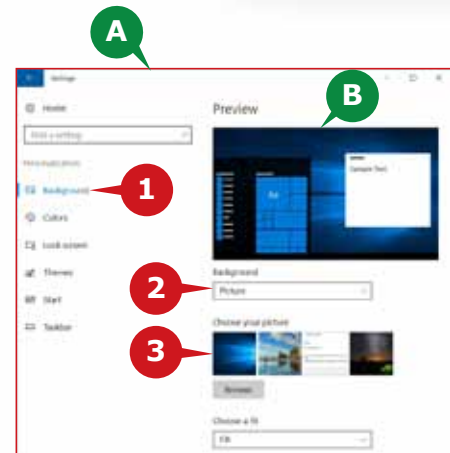 A
Settings
Home
Preview
B
Find a setting
Sample Text
Aa
Personalization
Background
1
Colors
Lock screen
Background
Themes
2
Picture
Start
Choose your picture
Taskbar
3
Browse
Choose a fit
Fill